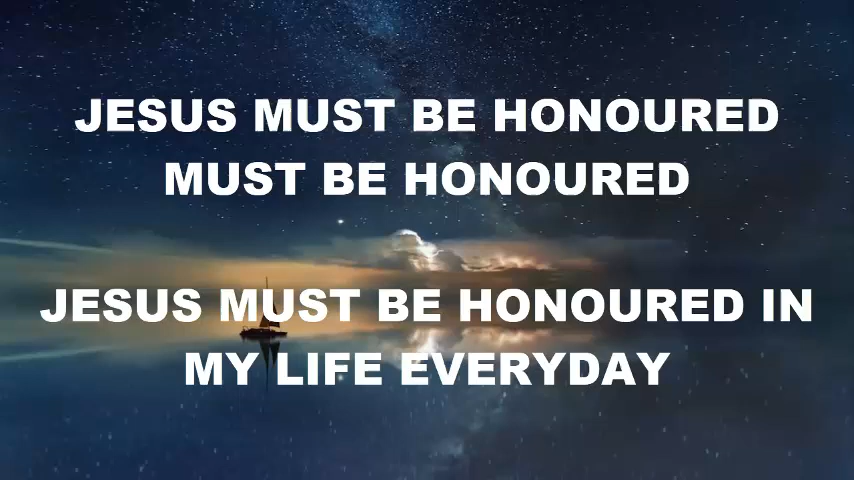 JESUS MUST BE HONOURED
MUST BE HONOURED
JESUS MUST BE HONOURED IN
MY LIFE EVERYDAY